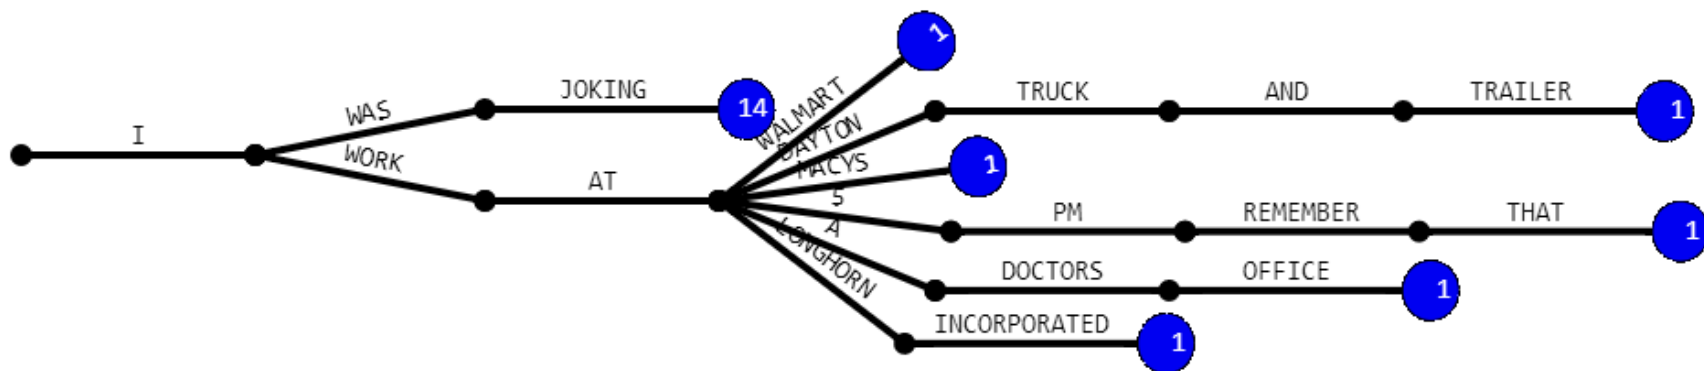 I
WAS
JOKING
14
WORK
AT
WALMART
1
DAYTON
TRUCK
AND
TRAILER
1
MACYS
1
5
PM
REMEMBER
THAT
1
A
DOCTORS
OFFICE
1
LONGHORN
INCORPORATED
1